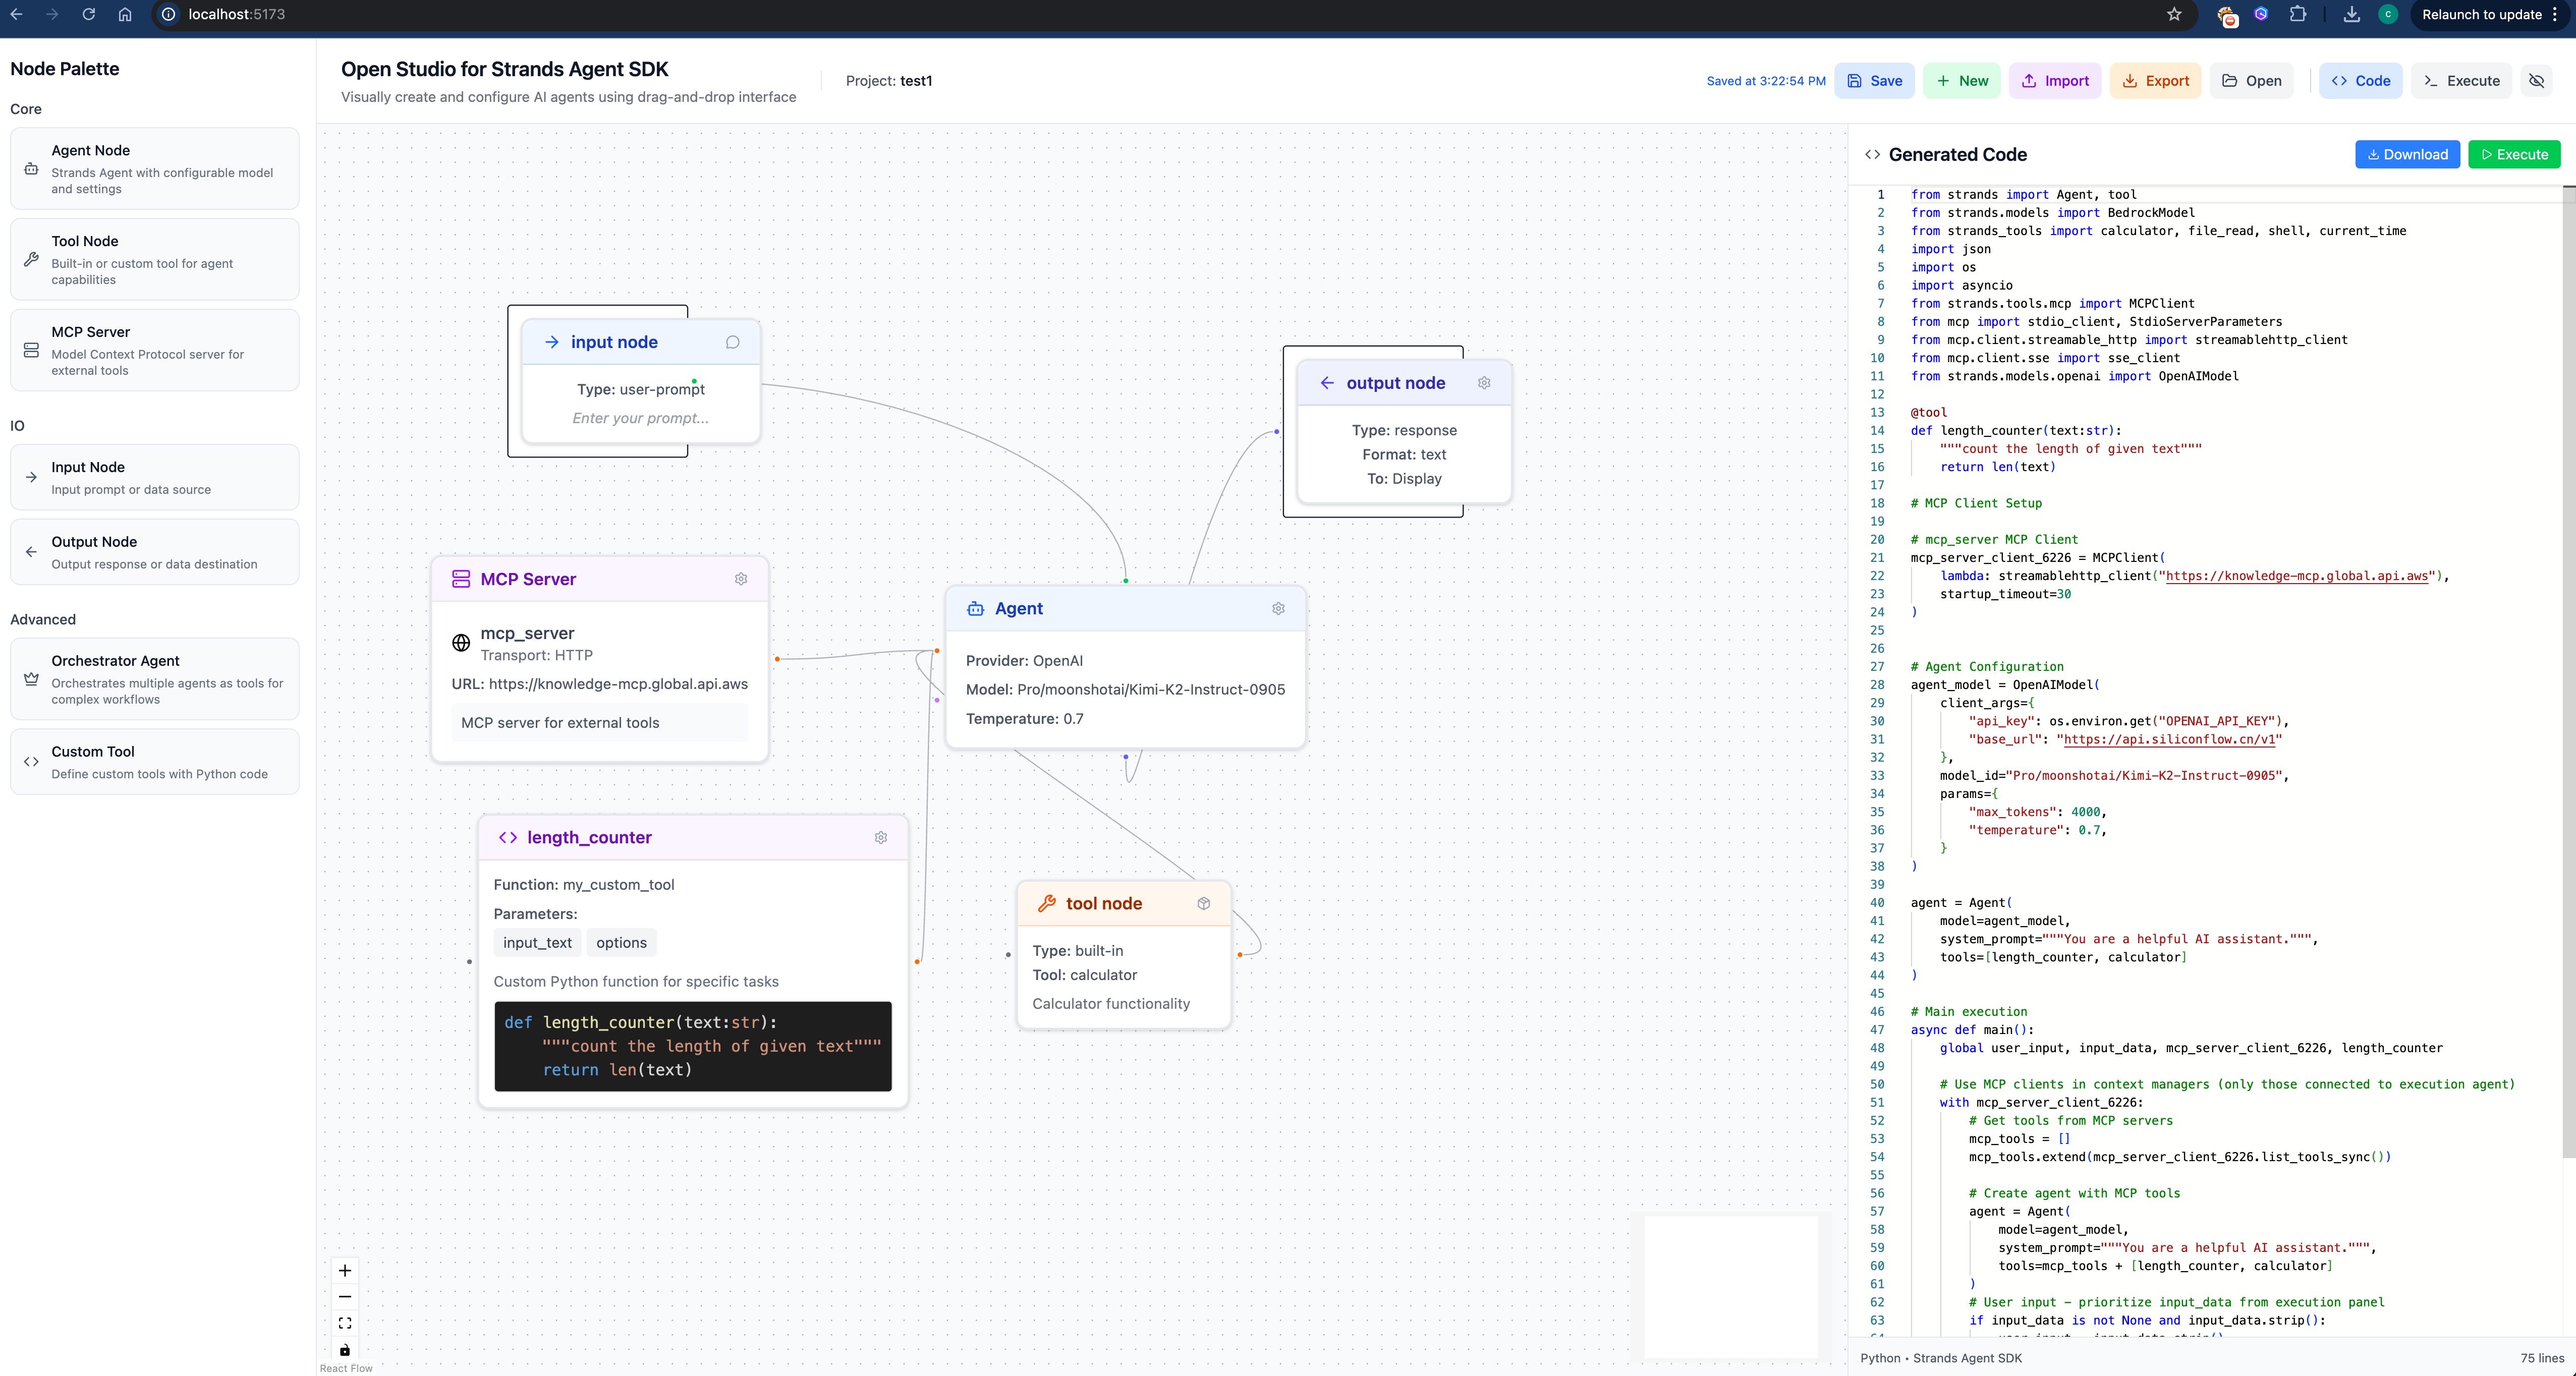 localhost:5173
C
Relaunch to update
Node Palette
Core
Agent Node
Strands Agent with configurable model
and settings
Tool Node
Built-in or custom tool for agent
capabilities
MCP Server
Model Context Protocol server for
external tools
IO
Input Node
Input prompt or data source
Output Node
Output response or data destination
Advanced
Orchestrator Agent
Orchestrates multiple agents as tools for
complex workflows
Custom Tool
Define custom tools with Python code
Open Studio for Strands Agent SDK
Visually create and configure AI agents using drag-and-drop interface
Project: test1
Saved at 3:22:54 PM
Save
New
Import
Export
Open
Code
Execute
input node
Type: user-prompt
Enter your prompt...
output node
Type: response
Format: text
To: Display
MCP Server
mcp_server
Transport: HTTP
URL: https://knowledge-mcp.global.api.aws
MCP server for external tools
Agent
Provider: OpenAI
Model: Pro/moonshotai/Kimi-K2-Instruct-0905
Temperature: 0.7
length_counter
Function: my_custom_tool
Parameters:
input_text options
Custom Python function for specific tasks
def length_counter(text:str):
"""count the length of given text"""
return len(text)
tool node
Type: built-in
Tool: calculator
Calculator functionality
React Flow
Generated Code
Download
Execute
1 from strands import Agent, tool
2 from strands.models import BedrockModel
3 from strands_tools import calculator, file_read, shell, current_time
4 import json
5 import os
6 import asyncio
7 from strands.tools.mcp import MCPClient
8 from mcp import stdio_client, StdioServerParameters
9 from mcp.client.streamable_http import streamablehttp_client
10 from mcp.client.sse import sse_client
11 from strands.models.openai import OpenAIModel
12
13 @tool
14 def length_counter(text:str):
15 """count the length of given text"""
16 return len(text)
17
18 # MCP Client Setup
19
20 # mcp_server MCP Client
21 mcp_server_client_6226 = MCPClient(
22 lambda: streamablehttp_client("https://knowledge-mcp.global.api.aws"),
23 startup_timeout=30
24 )
25
26
27 # Agent Configuration
28 agent_model = OpenAIModel(
29 client_args={
30 "api_key": os.environ.get("OPENAI_API_KEY"),
31 "base_url": "https://api.siliconflow.cn/v1"
32 },
33 model_id="Pro/moonshotai/Kimi-K2-Instruct-0905",
34 params={
35 "max_tokens": 4000,
36 "temperature": 0.7,
37 }
38 )
39
40 agent = Agent(
41 model=agent_model,
42 system_prompt="""You are a helpful AI assistant.""",
43 tools=[length_counter, calculator]
44 )
45
46 # Main execution
47 async def main():
48 global user_input, input_data, mcp_server_client_6226, length_counter
49
50 # Use MCP clients in context managers (only those connected to execution agent)
51 with mcp_server_client_6226:
52 # Get tools from MCP servers
53 mcp_tools = []
54 mcp_tools.extend(mcp_server_client_6226.list_tools_sync())
55
56 # Create agent with MCP tools
57 agent = Agent(
58 model=agent_model,
59 system_prompt="""You are a helpful AI assistant.""",
60 tools=mcp_tools + [length_counter, calculator]
61 )
62 # User input – prioritize input_data from execution panel
63 if input_data is not None and input_data.strip():
Python • Strands Agent SDK
75 lines